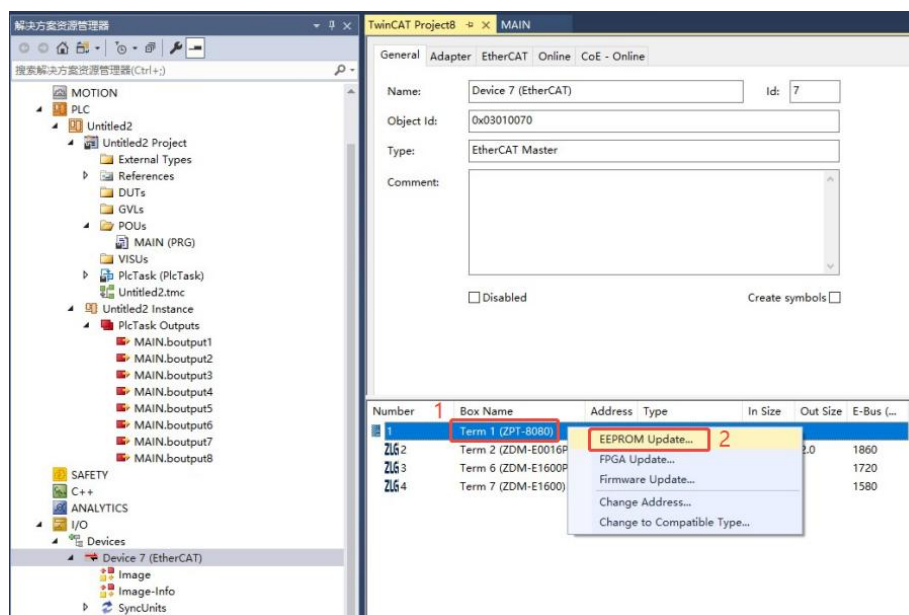 解决方案资源管理器
搜索解决方案资源管理器(Ctrl+;)
MOTION
PLC
Untitled2
Untitled2 Project
External Types
References
DUTs
GVLs
POUs
MAIN (PRG)
VISUs
PlcTask (PlcTask)
Untitled2.tmc
Untitled2 Instance
PlcTask Outputs
MAIN.boutput1
MAIN.boutput2
MAIN.boutput3
MAIN.boutput4
MAIN.boutput5
MAIN.boutput6
MAIN.boutput7
MAIN.boutput8
SAFETY
C++
ANALYTICS
I/O
Devices
Device 7 (EtherCAT)
Image
Image-Info
SyncUnits
TwinCAT Project8 MAIN
General Adapter EtherCAT Online CoE - Online
Name: Device 7 (EtherCAT) Id: 7
Object Id: 0x03010070
Type: EtherCAT Master
Comment:
Disabled Create symbols
Number 1 Box Name Address Type In Size Out Size E-Bus (...
1 Term 1 (ZPT-8080)
ZLG 2 Term 2 (ZDM-E0016P 2.0 1860
ZLG 3 Term 6 (ZDM-E1600P 1720
ZLG 4 Term 7 (ZDM-E1600) 1580
EEPROM Update... 2
FPGA Update...
Firmware Update...
Change Address...
Change to Compatible Type...